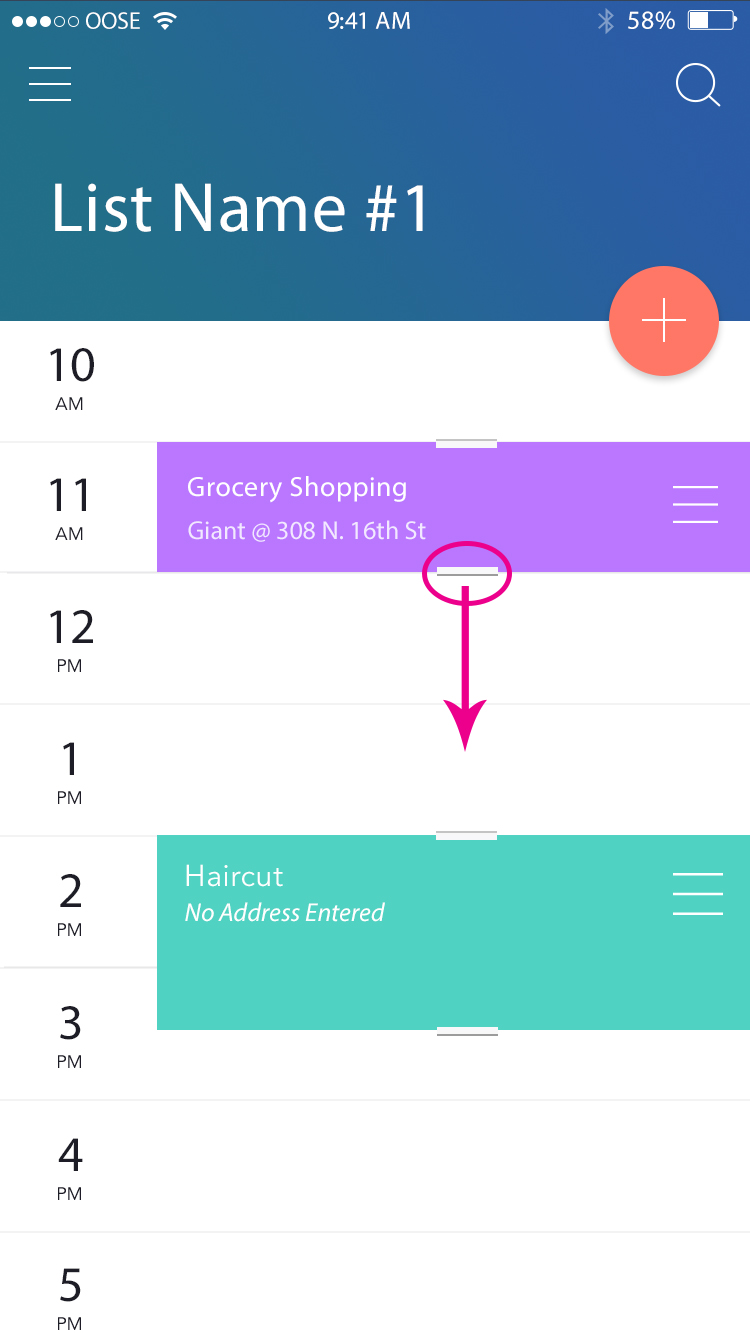 OOSE 9:41 AM 58%
List Name #1
10
AM
11
AM
Grocery Shopping
Giant @ 308 N. 16th St
12
PM
1
PM
2
PM
Haircut
No Address Entered
3
PM
4
PM
5
PM